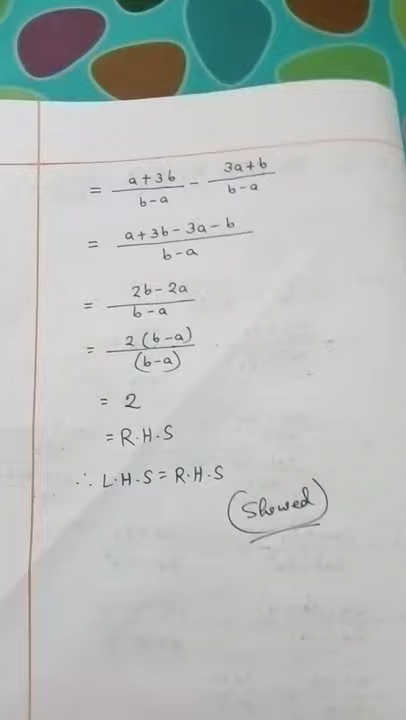 = a+3b/b-a - 3a+b/b-a
= a+3b-3a-b/b-a
= 2b-2a/b-a
= 2(b-a)/(b-a)
= 2
= R.H.S
∴ L.H.S = R.H.S
(Showed)